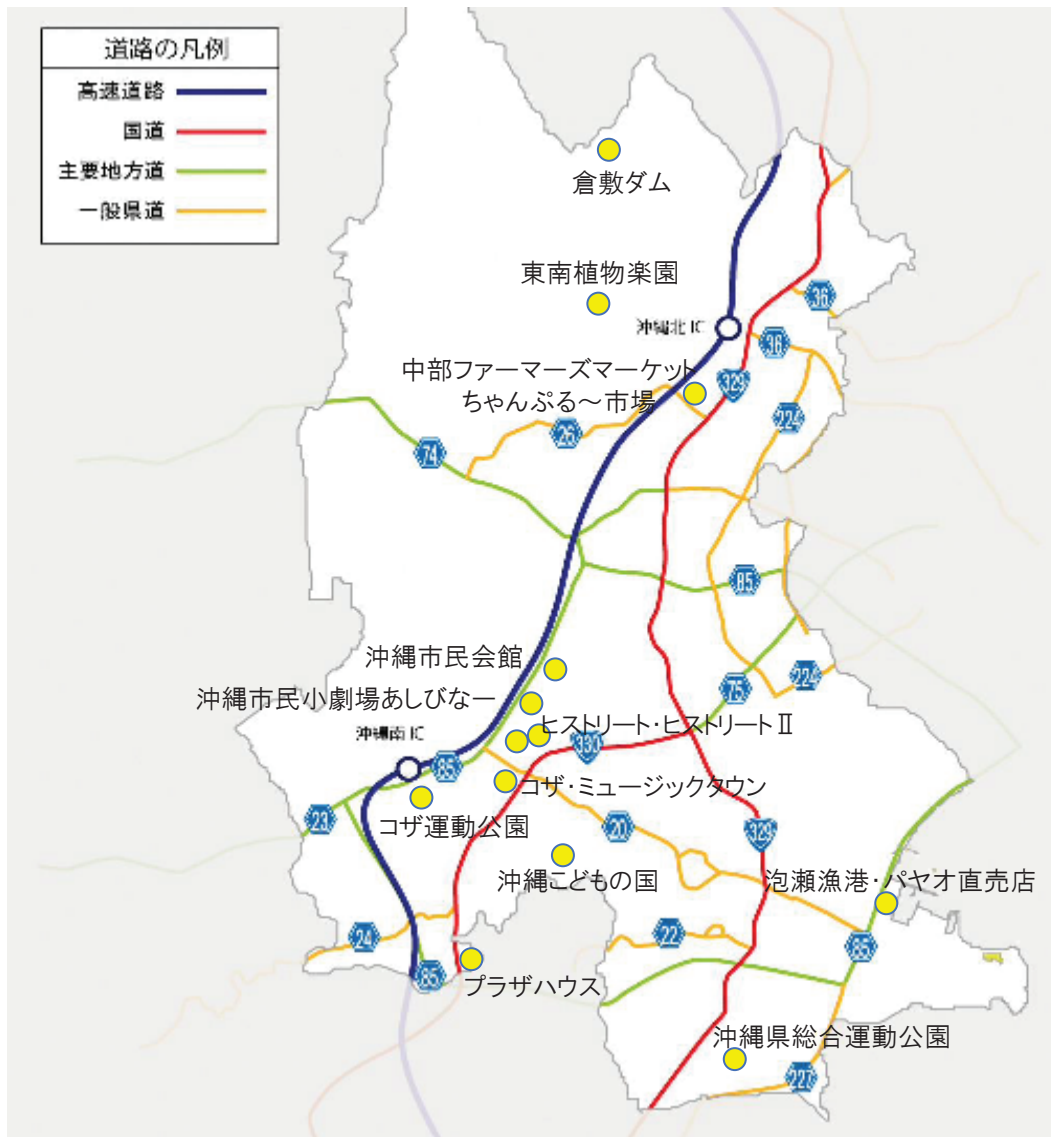 道路の凡例
高速道路
国道
主要地方道
一般県道
倉敷ダム
東南植物楽園
36
沖縄北IC
36
中部ファーマーズマーケット
ちゃんぷる～市場
329
224
26
74
85
沖縄市民会館
224
75
沖縄市民小劇場あしびなー
ヒストリート･ヒストリートⅡ
沖縄南IC
330
85
コザ･ミュージックタウン
23
コザ運動公園
20
329
沖縄こどもの国
泡瀬漁港･パヤオ直売店
24
22
85
85
プラザハウス
沖縄県総合運動公園
227